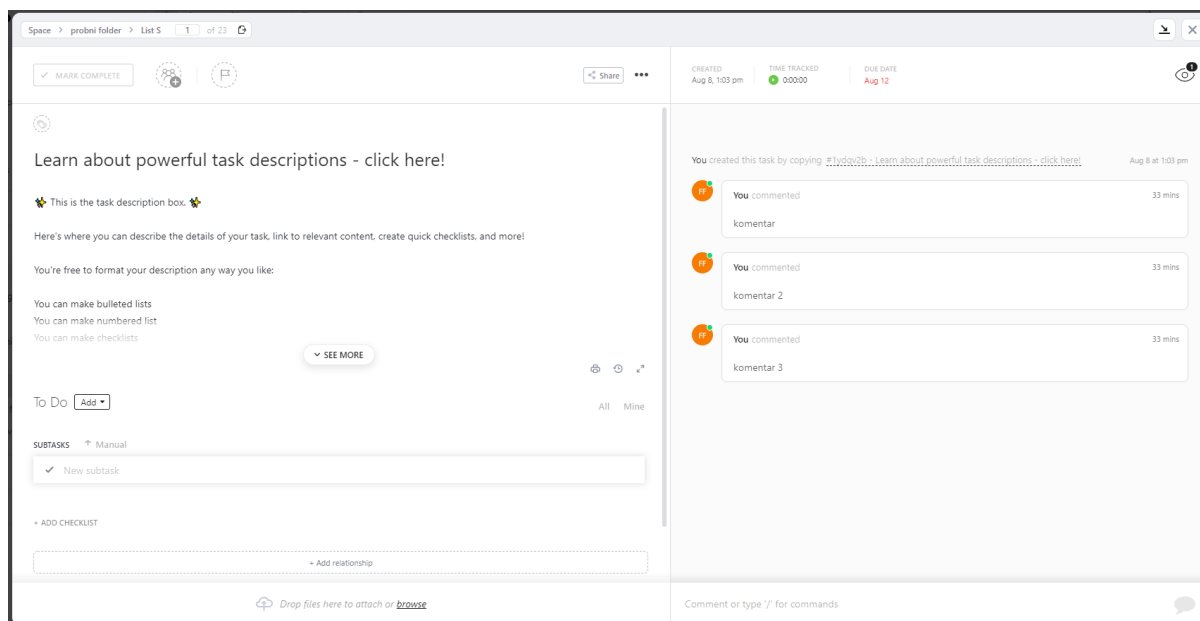 Space > probni folder > List S 1 of 23
MARK COMPLETE
Share
CREATED
Aug 8, 1:03 pm
TIME TRACKED
0:00:00
DUE DATE
Aug 12
1
Learn about powerful task descriptions - click here!
✨ This is the task description box. ✨
Here's where you can describe the details of your task, link to relevant content, create quick checklists, and more!
You're free to format your description any way you like:
You can make bulleted lists
You can make numbered list
You can make checklists
SEE MORE
To Do Add
All Mine
SUBTASKS Manual
New subtask
+ ADD CHECKLIST
+ Add relationship
Drop files here to attach or browse
You created this task by copying #1ydqv2b - Learn about powerful task descriptions - click here! Aug 8 at 1:03 pm
FF
You commented 33 mins
komentar
FF
You commented 33 mins
komentar 2
FF
You commented 33 mins
komentar 3
Comment or type '/' for commands